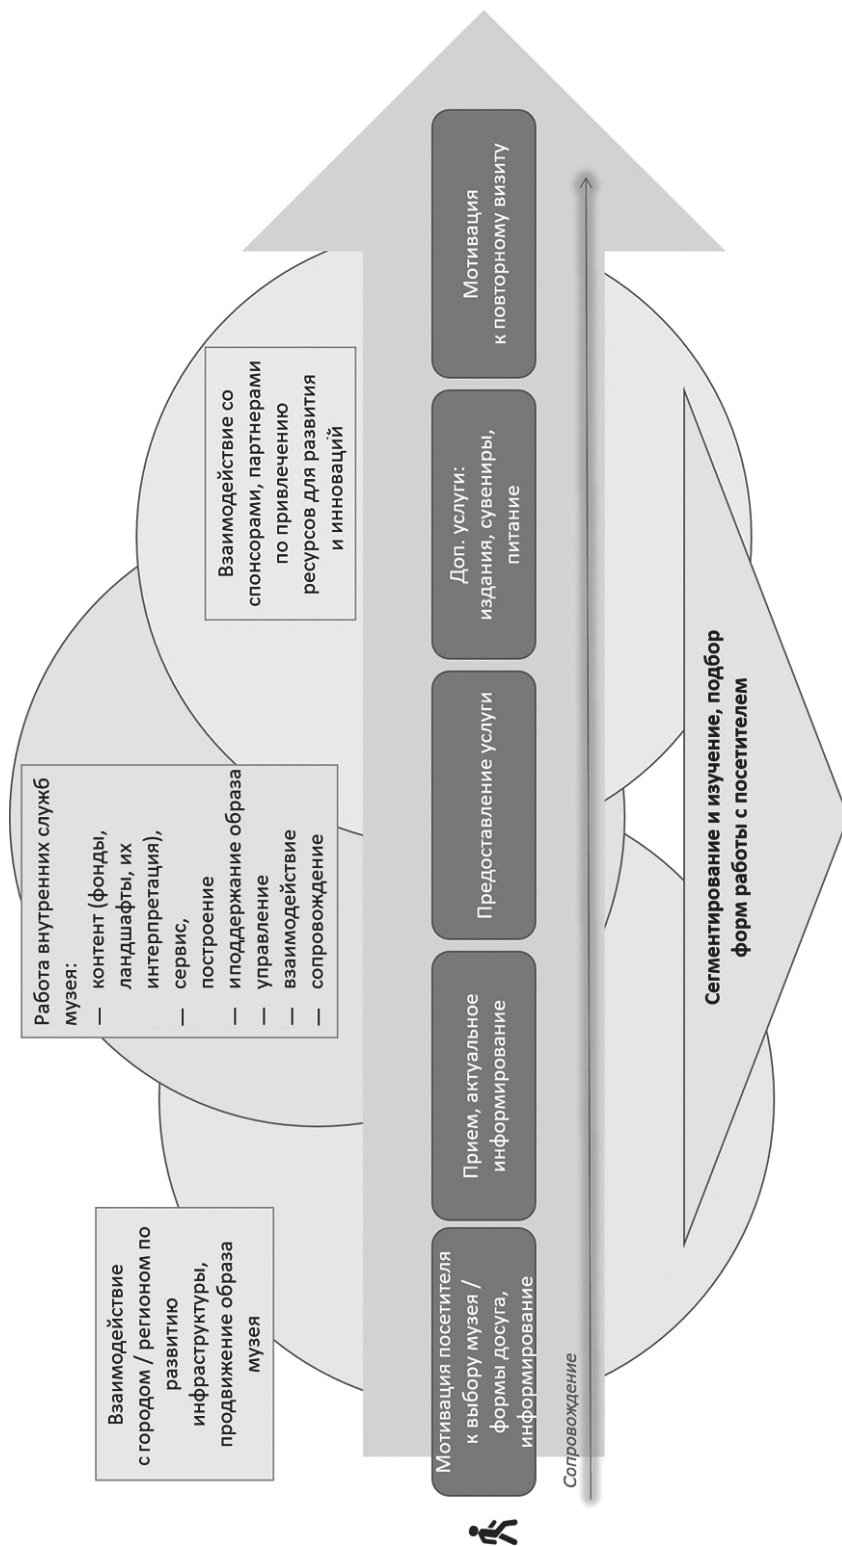 Взаимодействие
с городом / регионом по
развитию
инфраструктуры,
продвижение образа
музея
Работа внутренних служб
музея:
— контент (фонды,
ландшафты, их
интерпретация),
— сервис,
построение
— иподдержание образа
— управление
— взаимодействие
— сопровождение
Взаимодействие со
спонсорами, партнерами
по привлечению
ресурсов для развития
и инноваций
Мотивация посетителя
к выбору музея /
формы досуга,
информирование
Прием, актуальное
информирование
Предоставление услуги
Доп. услуги:
издания, сувениры,
питание
Мотивация
к повторному визиту
Сопровождение
Сегментирование и изучение, подбор
форм работы с посетителем